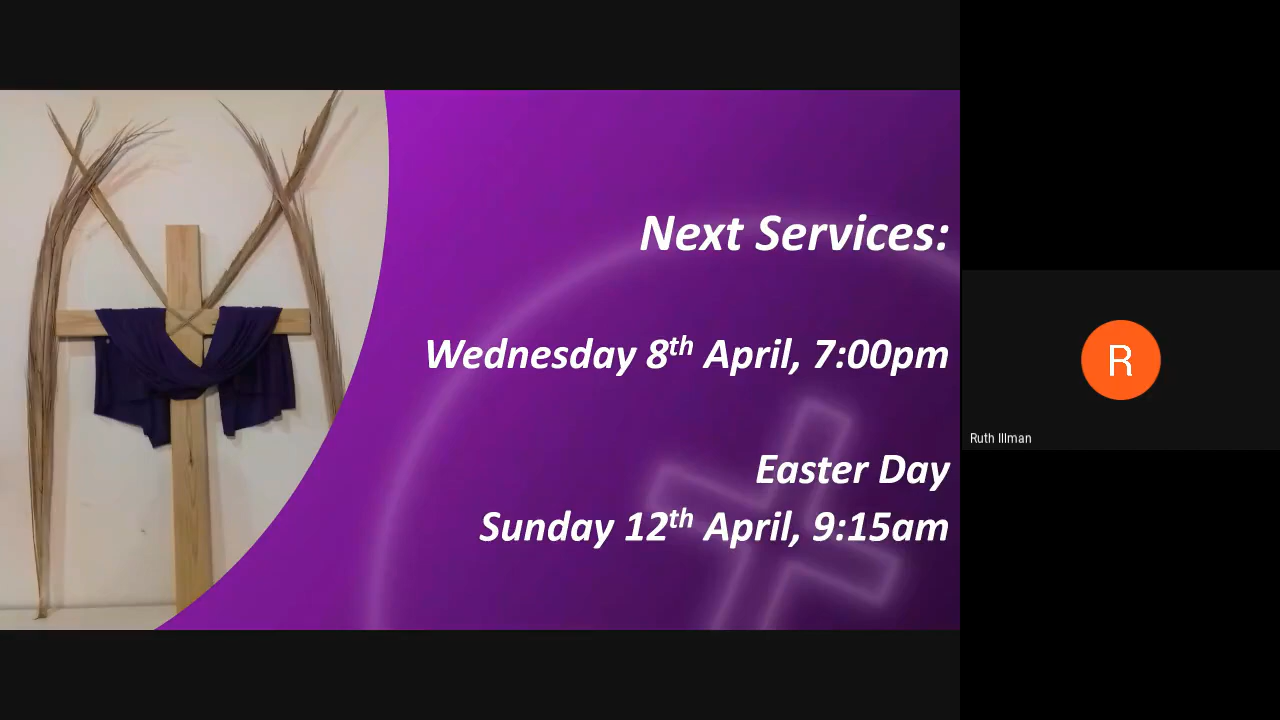 Next Services:
Wednesday 8th April, 7:00pm
Easter Day
Sunday 12th April, 9:15am
R
Ruth Illman